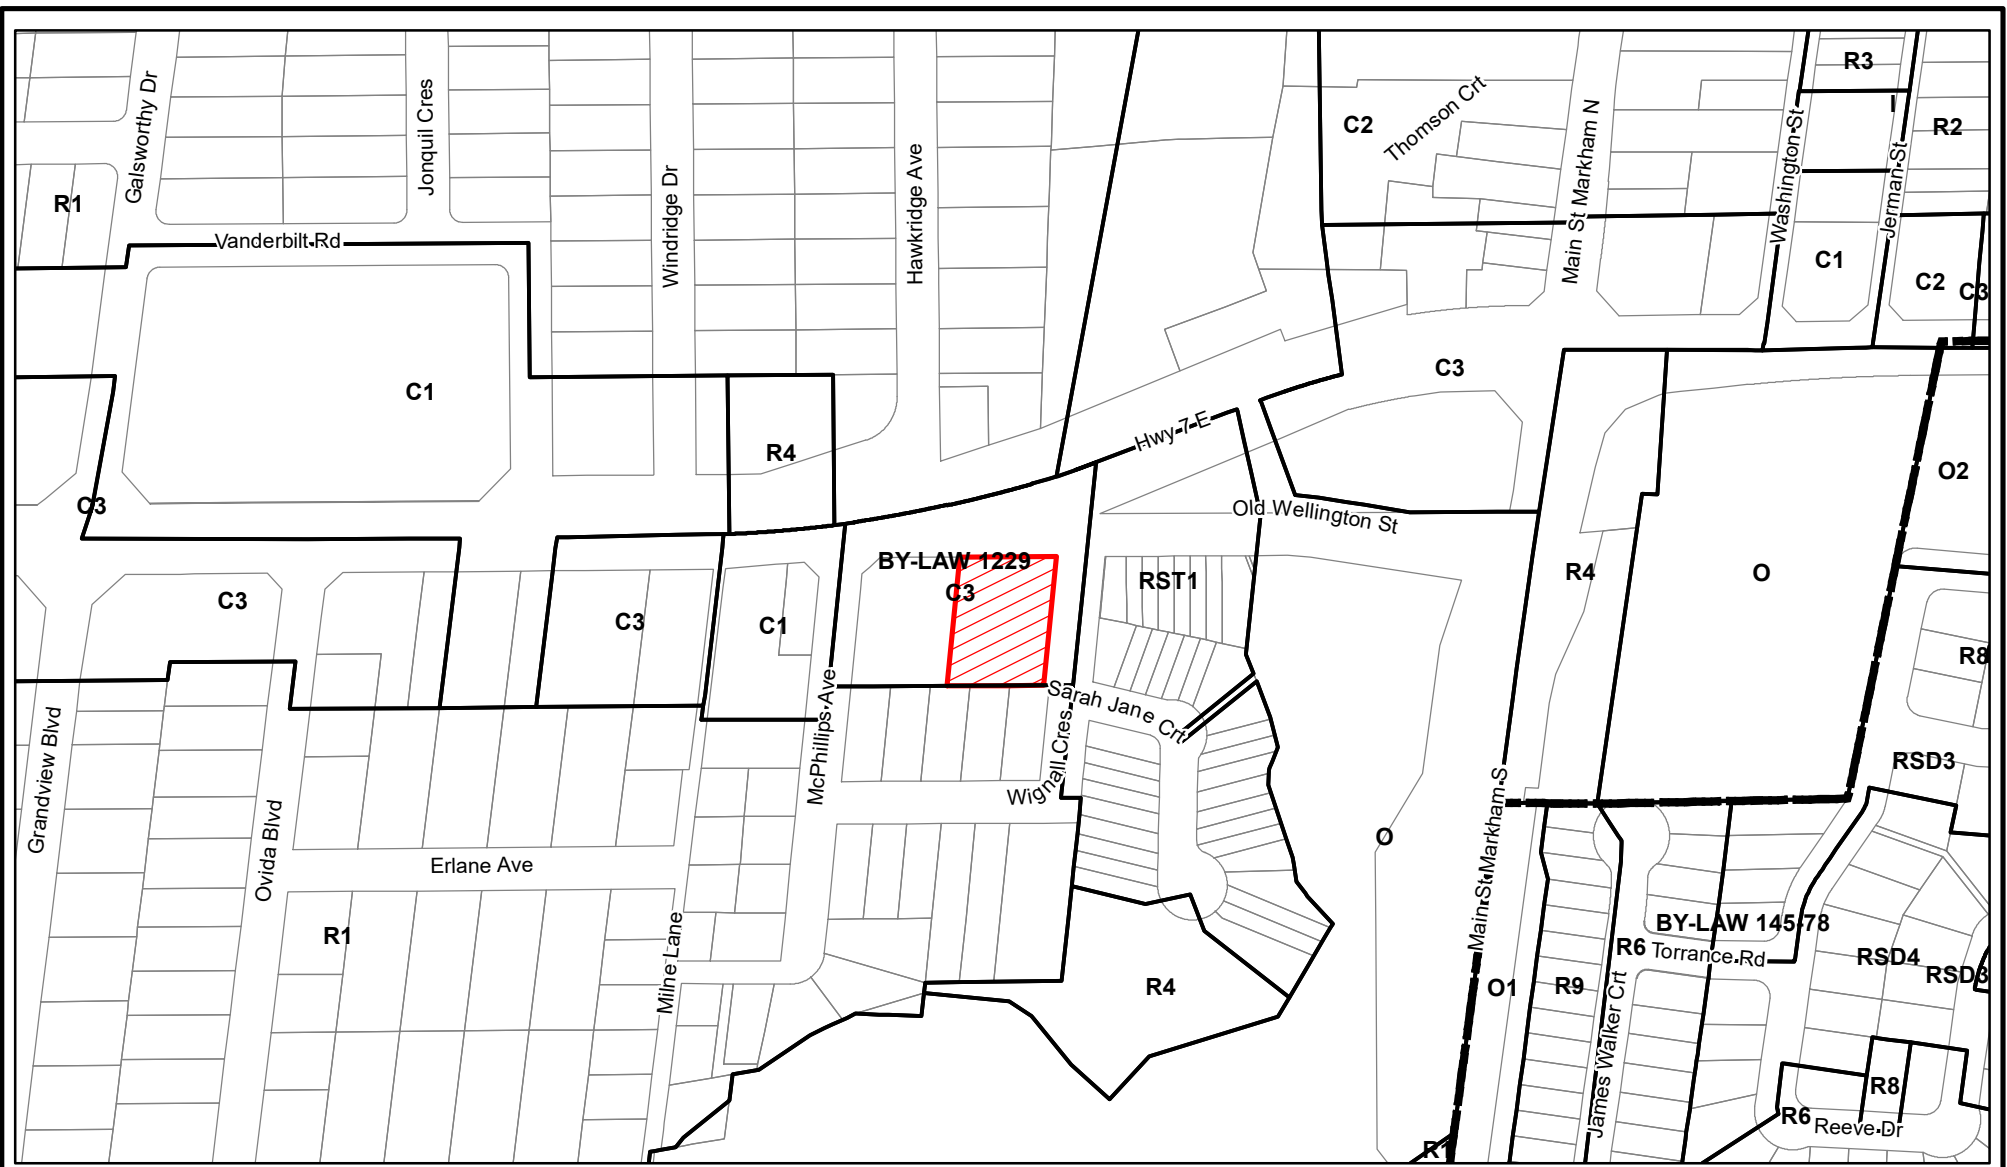 R3
I
Galsworthy Dr
Jonquil Cres
Thomson Crt
Main St Markham N
C2
Washington St
R2
Jerman St
Windridge Dr
Hawkridge Ave
R1
Vanderbilt Rd
C1
C2
C3
C3
C1
Hwy 7 E
R4
O2
C3
Old Wellington St
BY-LAW 1229
C3
RST1
R4
O
C3
C3
C1
R8
Sarah Jane Crt
McPhillips Ave
Wignall Cres
Grandview Blvd
RSD3
Main St Markham S
Ovida Blvd
O
Erlane Ave
BY-LAW 145-78
R1
R6
Torrance Rd
RSD4
RSD3
Milne Lane
R4
O1
R9
James Walker Crt
R8
R6
Reeve Dr
R1